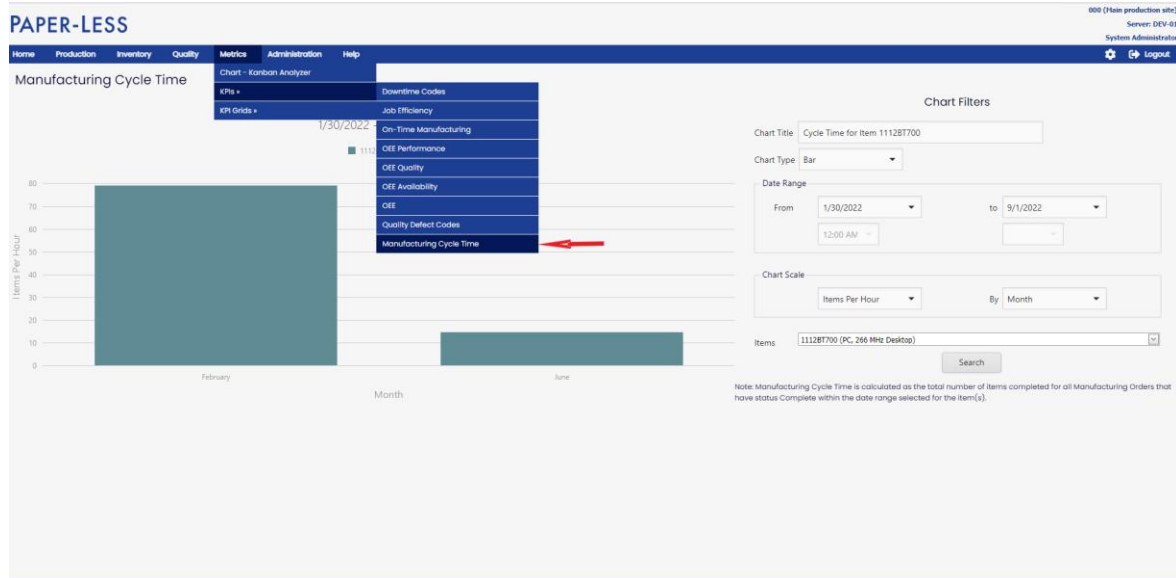 000 (Main production site)
PAPER-LESS
Server: DEV-01
System Administrator
Home Production Inventory Quality Metrics Administration Help Logout
Manufacturing Cycle Time
Chart - Kanban Analyzer
KPIs »
KPI Grids »
Downtime Codes
Job Efficiency
On-Time Manufacturing
OEE Performance
OEE Quality
OEE Availability
OEE
Quality Defect Codes
Manufacturing Cycle Time
1/30/2022 -
1112
80
70
60
50
40
30
20
10
0
Items Per Hour
February June
Month
Chart Filters
Chart Title Cycle Time for Item 1112BT700
Chart Type Bar
Date Range
From 1/30/2022 to 9/1/2022
12:00 AM
Chart Scale
Items Per Hour By Month
Items 1112BT700 (PC, 266 MHz Desktop)
Search
Note: Manufacturing Cycle Time is calculated as the total number of items completed for all Manufacturing Orders that
have status Complete within the date range selected for the item(s).